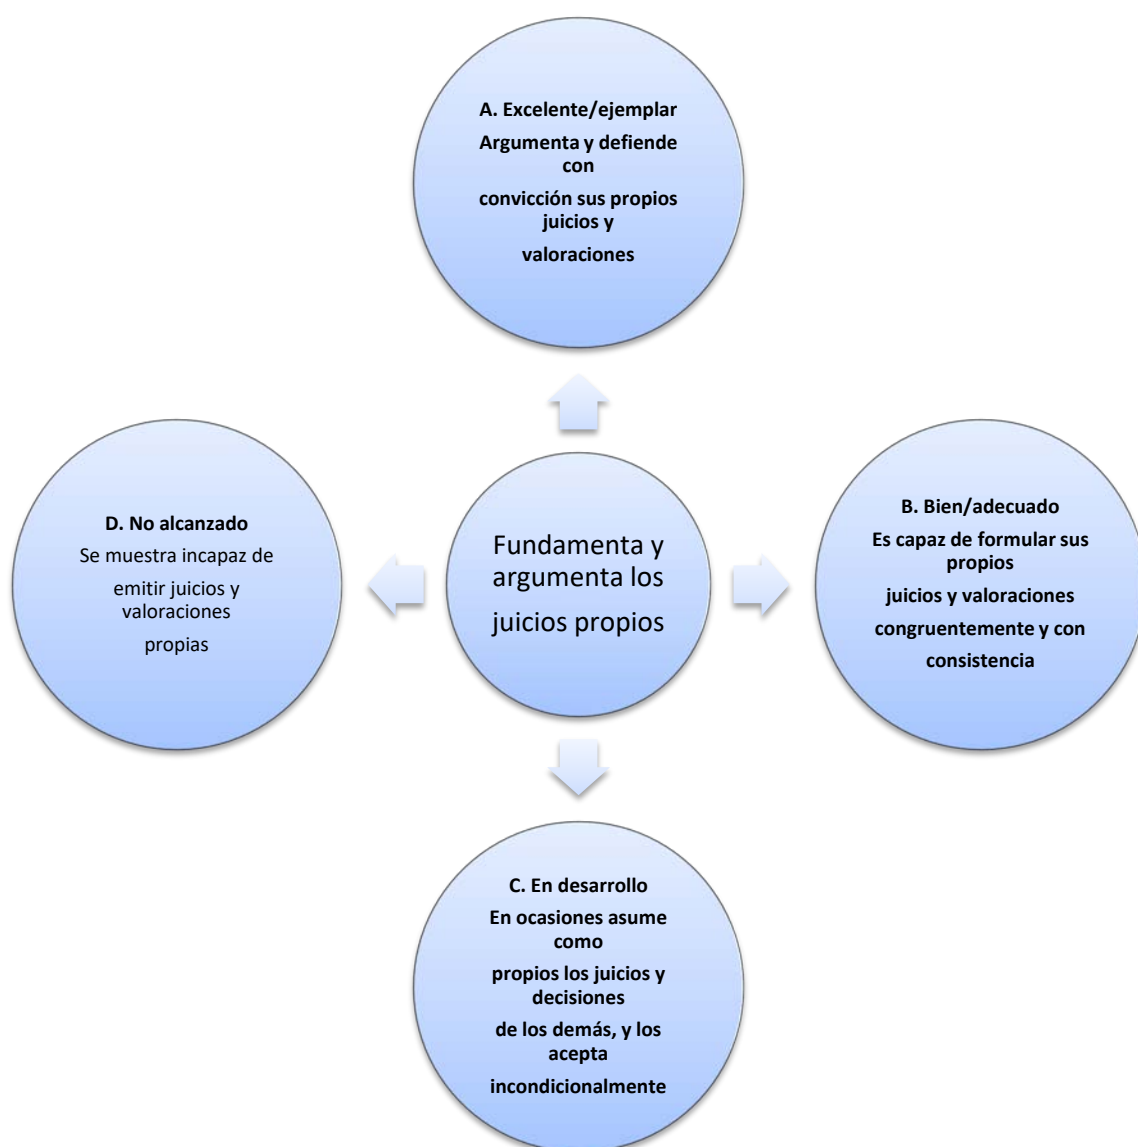 A. Excelente/ejemplar
Argumenta y defiende
con
convicción sus propios
juicios y
valoraciones
D. No alcanzado
Se muestra incapaz de
emitir juicios y
valoraciones
propias
Fundamenta y
argumenta los
juicios propios
B. Bien/adecuado
Es capaz de formular sus
propios
juicios y valoraciones
congruentemente y con
consistencia
C. En desarrollo
En ocasiones asume
como
propios los juicios y
decisiones
de los demás, y los
acepta
incondicionalmente